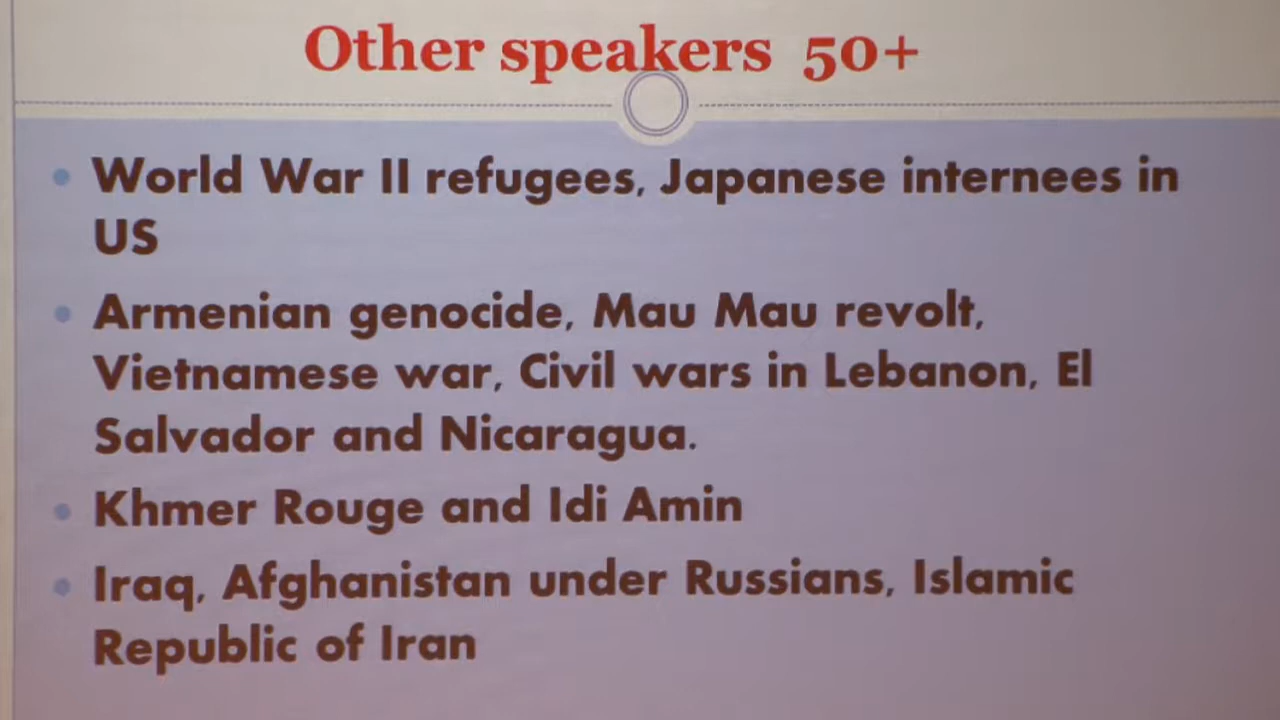 Other speakers 50+
World War II refugees, Japanese internees in
US
Armenian genocide, Mau Mau revolt,
Vietnamese war, Civil wars in Lebanon, El
Salvador and Nicaragua.
Khmer Rouge and Idi Amin
Iraq, Afghanistan under Russians, Islamic
Republic of Iran